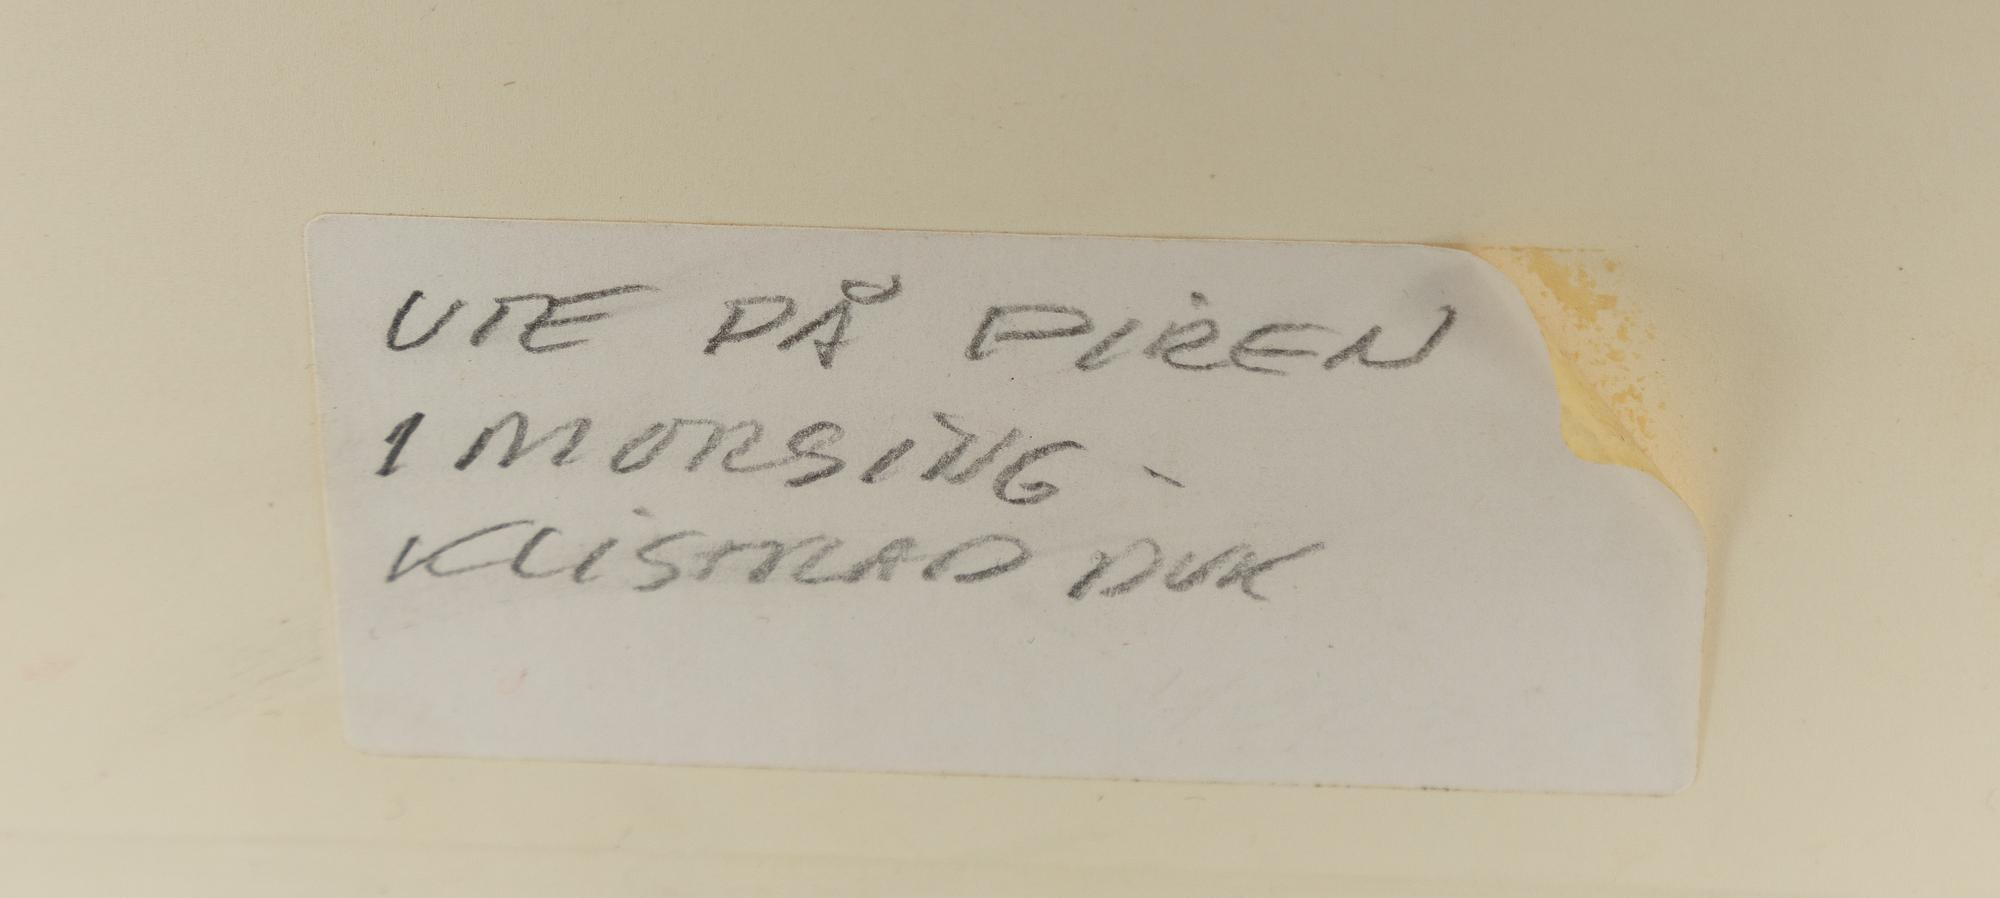 UTE PÅ PIREN
I MORSING -
KLISTRAD DUK